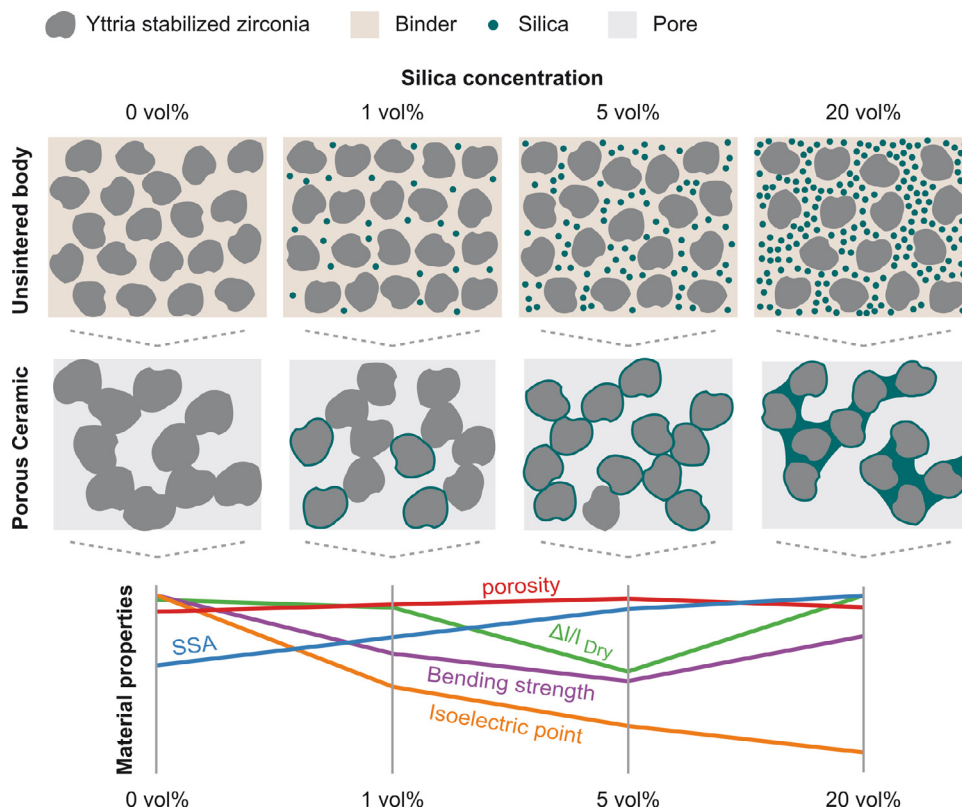 Yttria stabilized zirconia Binder Silica Pore
Silica concentration
0 vol% 1 vol% 5 vol% 20 vol%
Unsintered body
Porous Ceramic
Material properties
porosity
SSA
Δl/l Dry
Bending strength
Isoelectric point
0 vol% 1 vol% 5 vol% 20 vol%